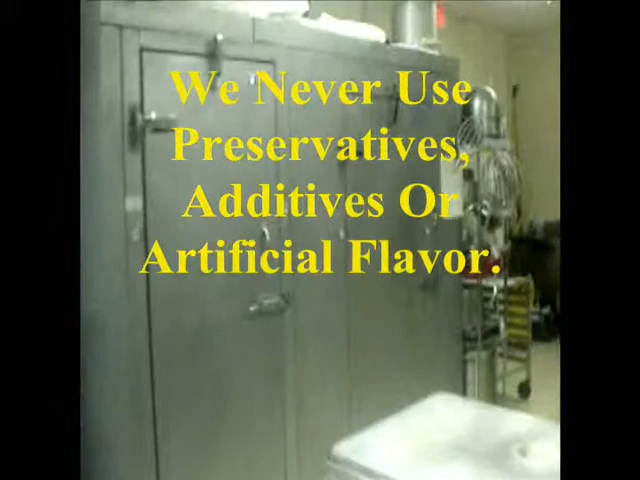 We Never Use
Preservatives,
Additives Or
Artificial Flavor.